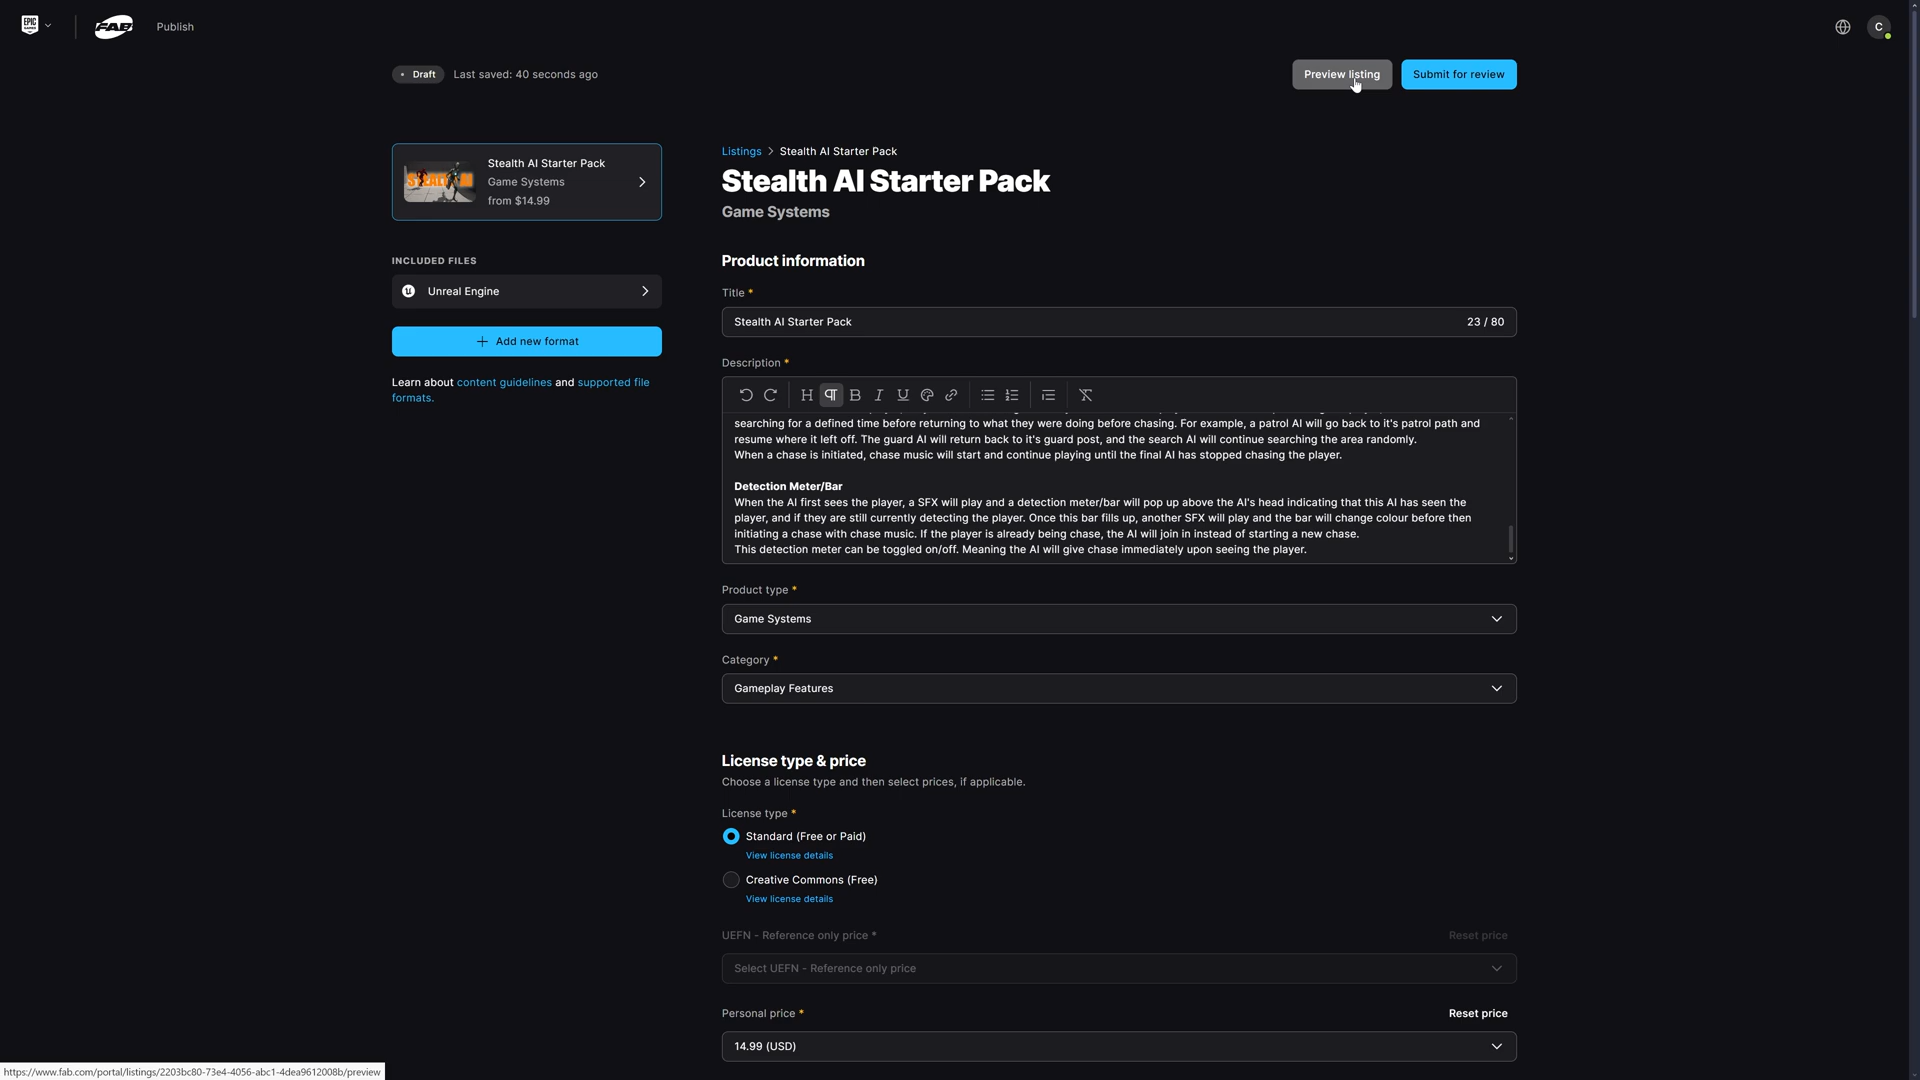 EPIC
FAB
Publish
C
Draft
Last saved: 40 seconds ago
Preview listing
Submit for review
Stealth AI Starter Pack
Game Systems
from $14.99
INCLUDED FILES
Unreal Engine
+ Add new format
Learn about content guidelines and supported file
formats.
Listings > Stealth AI Starter Pack
Stealth AI Starter Pack
Game Systems
Product information
Title *
Stealth AI Starter Pack
23 / 80
Description *
searching for a defined time before returning to what they were doing before chasing. For example, a patrol AI will go back to it's patrol path and
resume where it left off. The guard AI will return back to it's guard post, and the search AI will continue searching the area randomly.
When a chase is initiated, chase music will start and continue playing until the final AI has stopped chasing the player.
Detection Meter/Bar
When the AI first sees the player, a SFX will play and a detection meter/bar will pop up above the AI's head indicating that this AI has seen the
player, and if they are still currently detecting the player. Once this bar fills up, another SFX will play and the bar will change colour before then
initiating a chase with chase music. If the player is already being chase, the AI will join in instead of starting a new chase.
This detection meter can be toggled on/off. Meaning the AI will give chase immediately upon seeing the player.
Product type *
Game Systems
Category *
Gameplay Features
License type & price
Choose a license type and then select prices, if applicable.
License type *
Standard (Free or Paid)
View license details
Creative Commons (Free)
View license details
UEFN - Reference only price *
Reset price
Select UEFN - Reference only price
Personal price *
Reset price
14.99 (USD)
https://www.fab.com/portal/listings/2203bc80-73e4-4056-abc1-4dea9612008b/preview